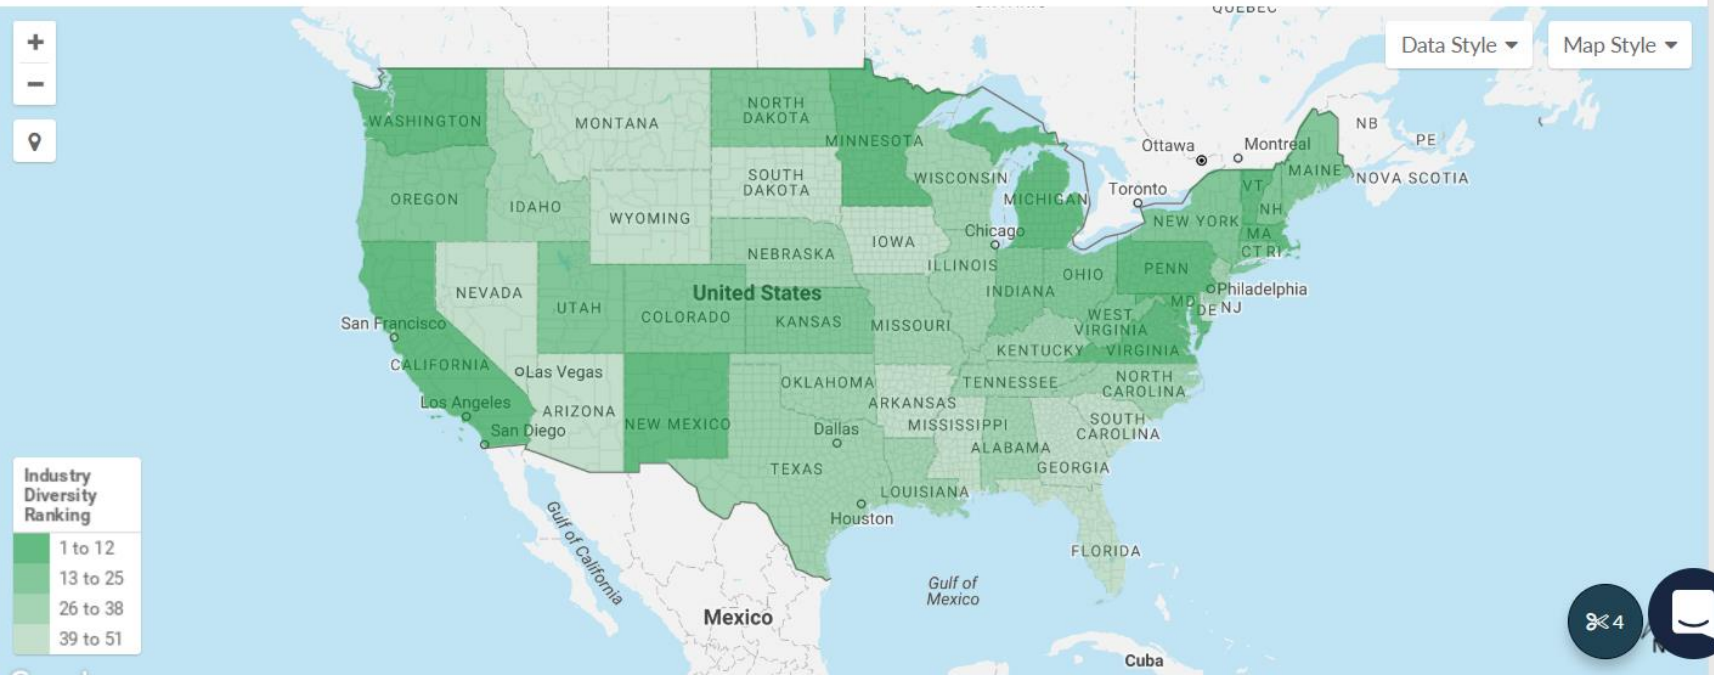 QUEBEC
+
−
Data Style
Map Style
WASHINGTON
MONTANA
NORTH
DAKOTA
MINNESOTA
Ottawa
Montreal
NB
PE
MAINE
NOVA SCOTIA
OREGON
IDAHO
SOUTH
DAKOTA
WISCONSIN
MICHIGAN
Toronto
VT
NH
WYOMING
NEW YORK
MA
CT RI
IOWA
Chicago
NEBRASKA
ILLINOIS
INDIANA
OHIO
PENN
Philadelphia
NEVADA
United States
UTAH
COLORADO
KANSAS
MISSOURI
WEST
VIRGINIA
MD
DE
NJ
San Francisco
KENTUCKY
VIRGINIA
CALIFORNIA
Las Vegas
OKLAHOMA
TENNESSEE
NORTH
CAROLINA
Los Angeles
ARIZONA
NEW MEXICO
ARKANSAS
San Diego
Dallas
MISSISSIPPI
SOUTH
CAROLINA
ALABAMA
TEXAS
GEORGIA
LOUISIANA
Houston
Gulf of California
FLORIDA
Gulf of
Mexico
Mexico
Cuba
Industry
Diversity
Ranking
1 to 12
13 to 25
26 to 38
39 to 51
4